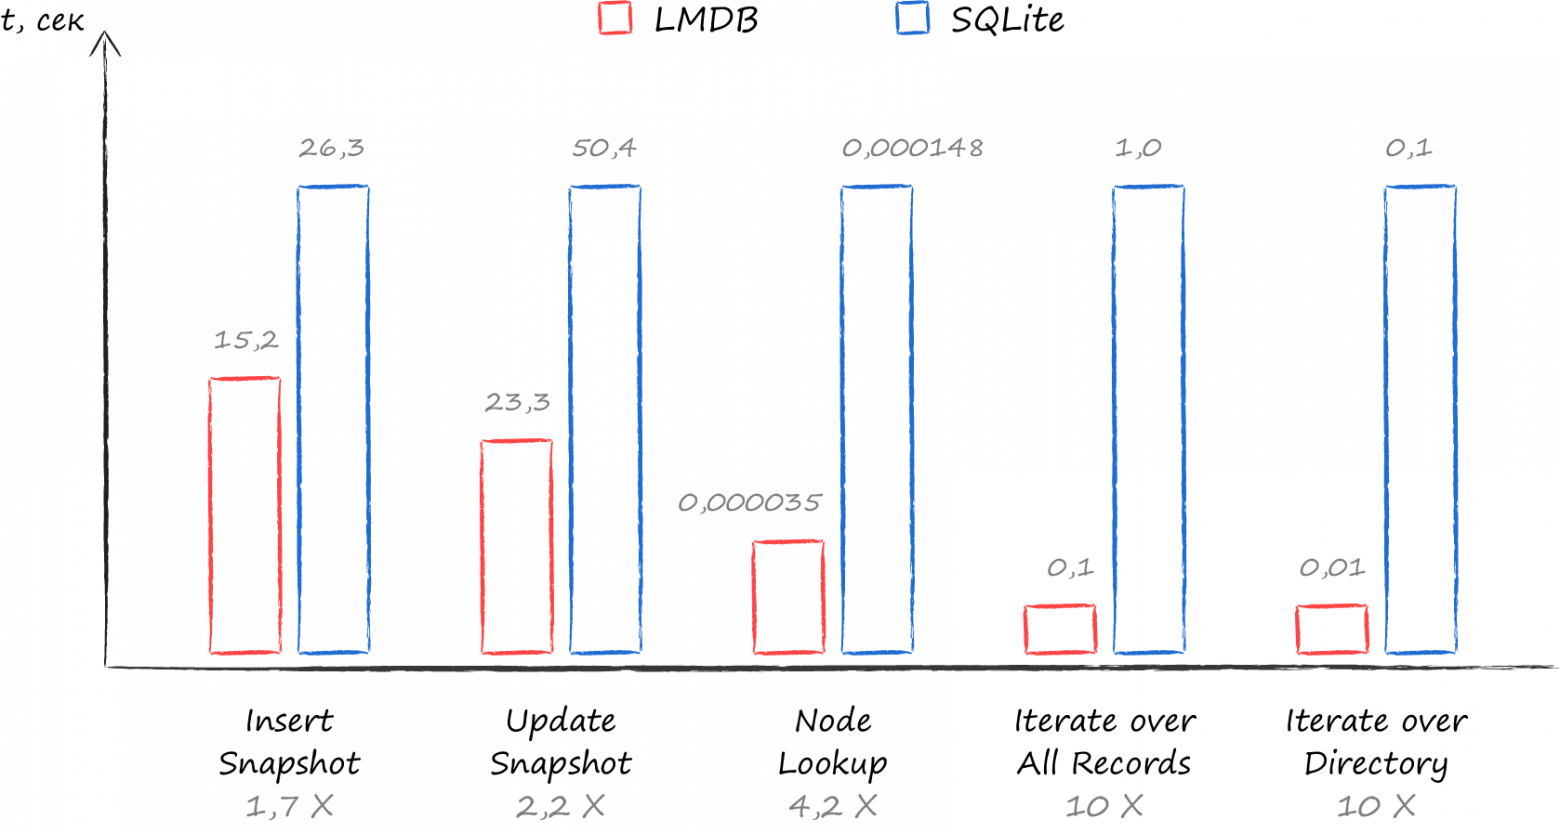 t, сек
LMDB
SQLite
26,3
50,4
0,000148
1,0
0,1
15,2
23,3
0,000035
0,1
0,01
Insert
Snapshot
1,7 X
Update
Snapshot
2,2 X
Node
Lookup
4,2 X
Iterate over
All Records
10 X
Iterate over
Directory
10 X